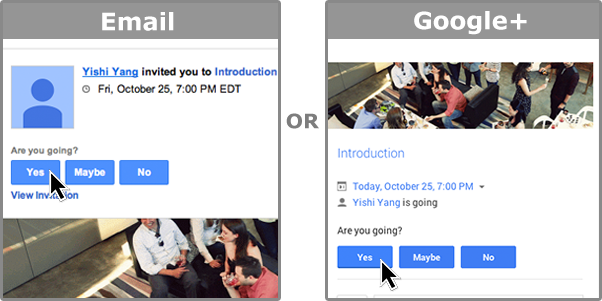 Email
Yishi Yang invited you to Introduction
Fri, October 25, 7:00 PM EDT
Are you going?
Yes Maybe No
View Invitation
OR
Google+
Introduction
Today, October 25, 7:00 PM
Yishi Yang is going
Are you going?
Yes Maybe No